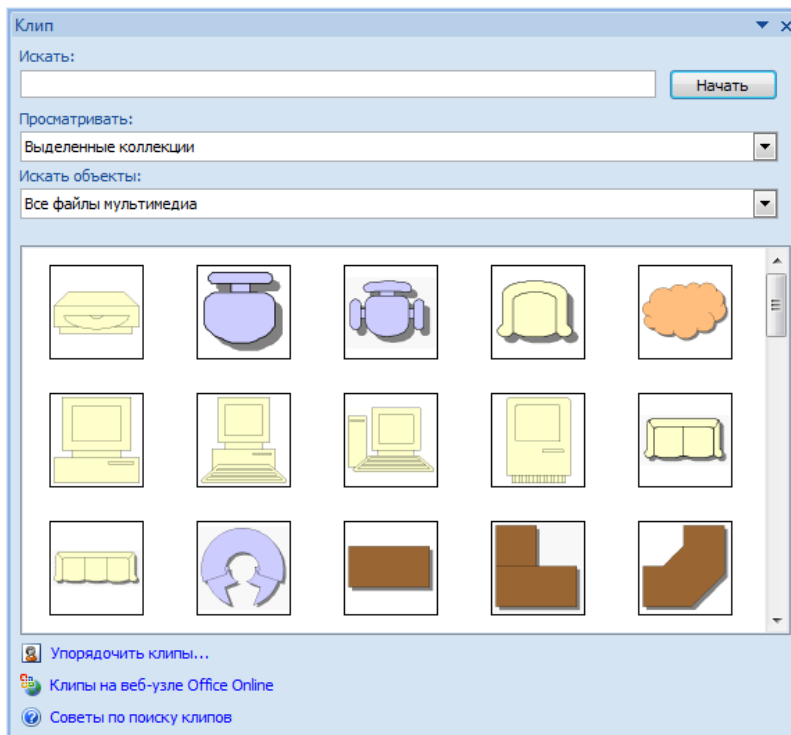 Клип
Искать:
Начать
Просматривать:
Выделенные коллекции
Искать объекты:
Все файлы мультимедиа
Упорядочить клипы...
Клипы на веб-узле Office Online
Советы по поиску клипов